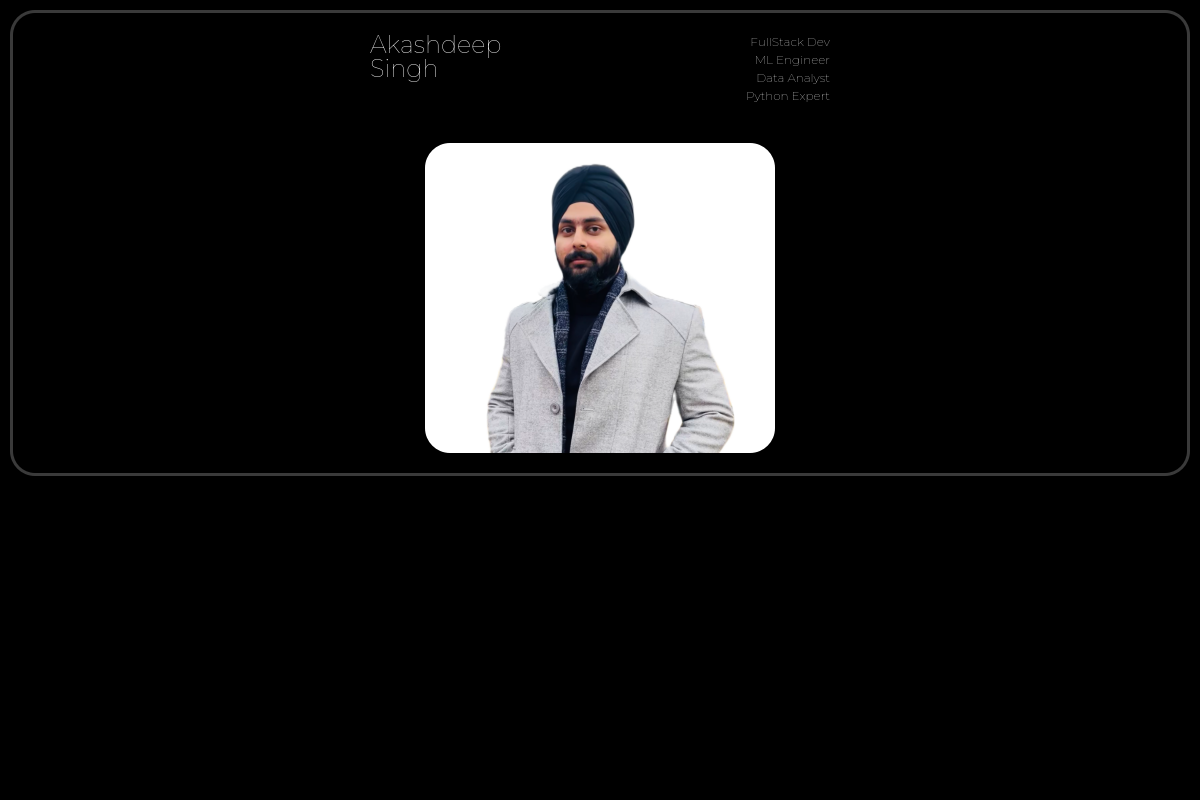 Akashdeep
Singh
FullStack Dev
ML Engineer
Data Analyst
Python Expert